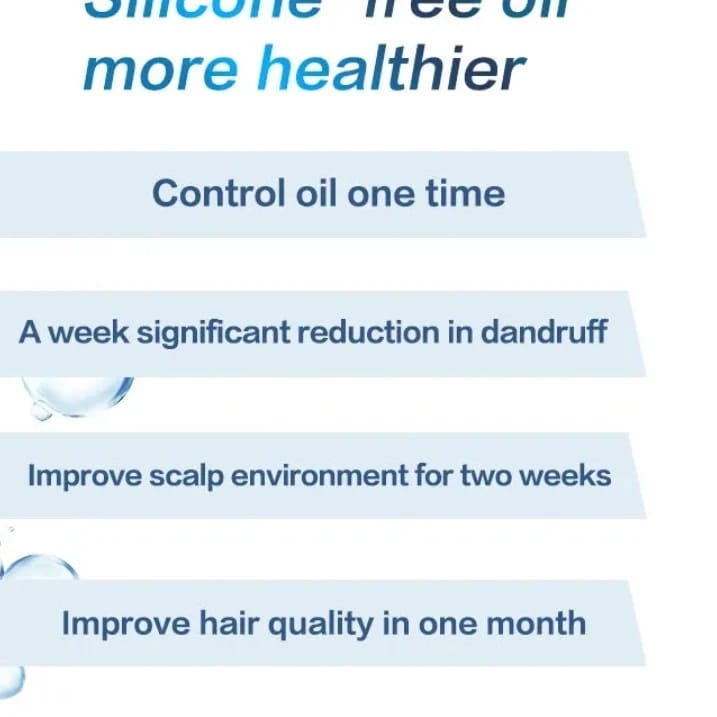 Silicone-free oil
more healthier
Control oil one time
A week significant reduction in dandruff
Improve scalp environment for two weeks
Improve hair quality in one month